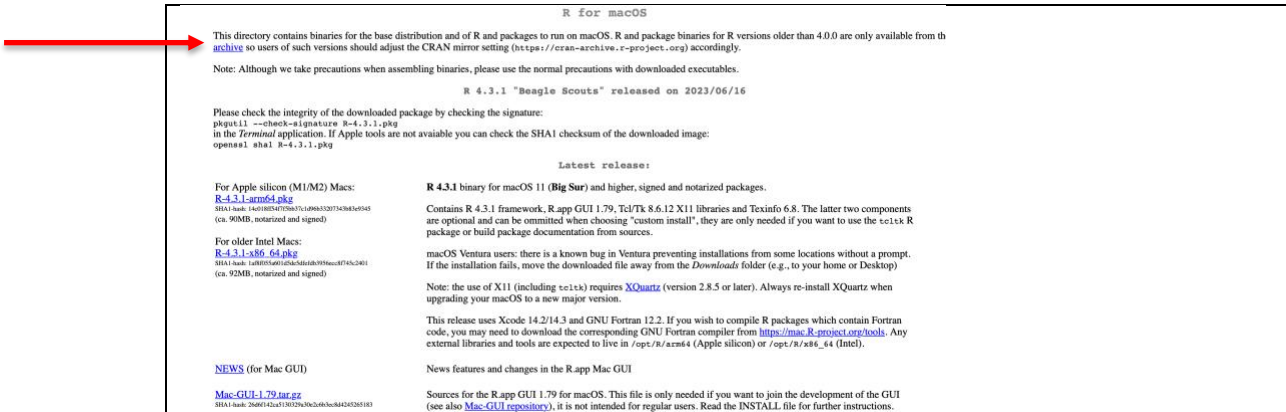 R for macOS
This directory contains binaries for the base distribution and of R and packages to run on macOS. R and package binaries for R versions older than 4.0.0 are only available from th
archive so users of such versions should adjust the CRAN mirror setting (https://cran-archive.r-project.org) accordingly.
Note: Although we take precautions when assembling binaries, please use the normal precautions with downloaded executables.
R 4.3.1 "Beagle Scouts" released on 2023/06/16
Please check the integrity of the downloaded package by checking the signature:
pkgutil --check-signature R-4.3.1.pkg
in the Terminal application. If Apple tools are not avaiable you can check the SHA1 checksum of the downloaded image:
openssl sha1 R-4.3.1.pkg
Latest release:
For Apple silicon (M1/M2) Macs:
R-4.3.1-arm64.pkg
SHA1-hash:
(ca. 90MB, notarized and signed)
For older Intel Macs:
R-4.3.1-x86_64.pkg
SHA1-hash:
(ca. 92MB, notarized and signed)
R 4.3.1 binary for macOS 11 (Big Sur) and higher, signed and notarized packages.
Contains R 4.3.1 framework, R.app GUI 1.79, Tcl/Tk 8.6.12 X11 libraries and Texinfo 6.8. The latter two components
are optional and can be ommitted when choosing "custom install", they are only needed if you want to use the tcltk R
package or build package documentation from sources.
macOS Ventura users: there is a known bug in Ventura preventing installations from some locations without a prompt.
If the installation fails, move the downloaded file away from the Downloads folder (e.g., to your home or Desktop)
Note: the use of X11 (including tcltk) requires XQuartz (version 2.8.5 or later). Always re-install XQuartz when
upgrading your macOS to a new major version.
This release uses Xcode 14.2/14.3 and GNU Fortran 12.2. If you wish to compile R packages which contain Fortran
code, you may need to download the corresponding GNU Fortran compiler from https://mac.R-project.org/tools. Any
external libraries and tools are expected to live in /opt/R/arm64 (Apple silicon) or /opt/R/x86_64 (Intel).
NEWS (for Mac GUI)
News features and changes in the R.app Mac GUI
Mac-GUI-1.79.tar.gz
SHA1-hash:
Sources for the R.app GUI 1.79 for macOS. This file is only needed if you want to join the development of the GUI
(see also Mac-GUI repository), it is not intended for regular users. Read the INSTALL file for further instructions.